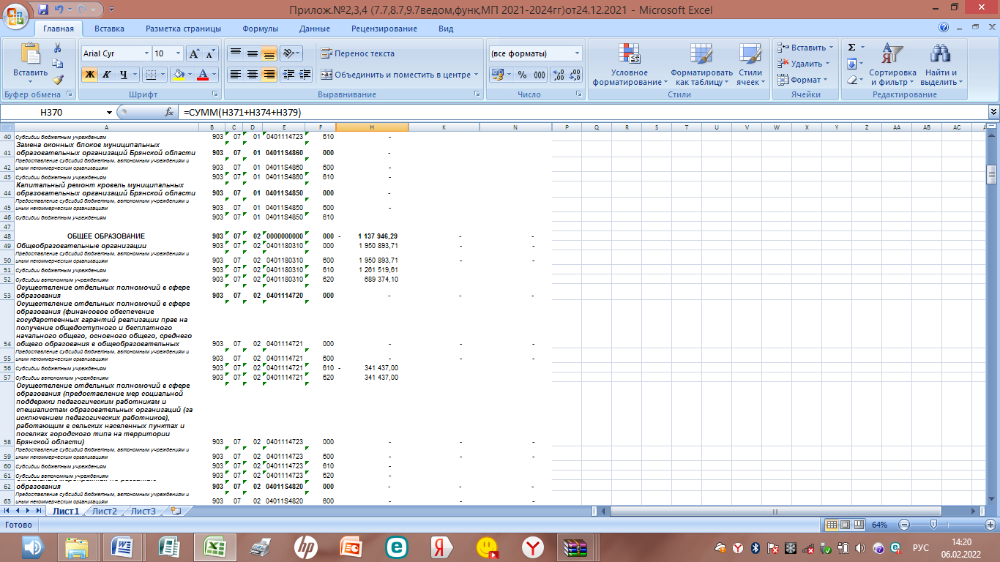 Прилож.№2,3,4 (7.7,8.7,9.7ведом,функ,МП 2021-2024гг)от24.12.2021 - Microsoft Excel
Главная Вставка Разметка страницы Формулы Данные Рецензирование Вид
Вставить
Буфер обмена
Arial Cyr 10
Ж К Ч
Шрифт
Перенос текста
Объединить и поместить в центре
Выравнивание
(все форматы)
% 000
Число
Условное форматирование
Форматировать как таблицу
Стили ячеек
Стили
Вставить
Удалить
Формат
Ячейки
Сортировка и фильтр
Найти и выделить
Редактирование
H370 fx =СУММ(H371+H374+H379)
A B C D E F H K N P Q R S T U V W X Y Z AA AB AC
40 Субсидии бюджетным учреждениям 903 07 01 0401114723 610 -
Замена оконных блоков муниципальных
41 образовательных организаций Брянской области 903 07 01 04011S4860 000 -
Предоставление субсидий бюджетным, автономным учреждениям и
42 иным некоммерческим организациям 903 07 01 04011S4860 600 -
43 Субсидии бюджетным учреждениям 903 07 01 04011S4860 610 -
Капитальный ремонт кровель муниципальных
44 образовательных организаций Брянской области 903 07 01 04011S4850 000 -
Предоставление субсидий бюджетным, автономным учреждениям и
45 иным некоммерческим организациям 903 07 01 04011S4850 600 -
46 Субсидии бюджетным учреждениям 903 07 01 04011S4850 610
47
48 ОБЩЕЕ ОБРАЗОВАНИЕ 903 07 02 0000000000 000 - 1 137 946,29 - -
49 Общеобразовательные организации 903 07 02 0401180310 000 1 950 893,71 - -
Предоставление субсидий бюджетным, автономным учреждениям и
50 иным некоммерческим организациям 903 07 02 0401180310 600 1 950 893,71 - -
51 Субсидии бюджетным учреждениям 903 07 02 0401180310 610 1 261 519,61
52 Субсидии автономным учреждениям 903 07 02 0401180310 620 689 374,10
Осуществление отдельных полномочий в сфере
53 образования 903 07 02 0401114720 000 - - -
Осуществление отдельных полномочий в сфере
образования (финансовое обеспечение
государственных гарантий реализации прав на
получение общедоступного и бесплатного
начального общего, основного общего, среднего
54 общего образования в общеобразовательных 903 07 02 0401114721 000 - - -
Предоставление субсидий бюджетным, автономным учреждениям и
55 иным некоммерческим организациям 903 07 02 0401114721 600 - - -
56 Субсидии бюджетным учреждениям 903 07 02 0401114721 610 - 341 437,00
57 Субсидии автономным учреждениям 903 07 02 0401114721 620 341 437,00
Осуществление отдельных полномочий в сфере
образования (предоставление мер социальной
поддержки педагогическим работникам и
специалистам образовательных организаций (за
исключением педагогических работников),
работающим в сельских населенных пунктах и
поселках городского типа на территории
58 Брянской области) 903 07 02 0401114723 000 - - -
Предоставление субсидий бюджетным, автономным учреждениям и
59 иным некоммерческим организациям 903 07 02 0401114723 600 - - -
60 Субсидии бюджетным учреждениям 903 07 02 0401114723 610 -
61 Субсидии автономным учреждениям 903 07 02 0401114723 620 -
62 образования 903 07 02 04011S4820 000 - - -
Предоставление субсидий бюджетным, автономным учреждениям и
63 иным некоммерческим организациям 903 07 02 04011S4820 600 - -
Лист1 Лист2 Лист3
Готово 64%
РУС 14:20
06.02.2022